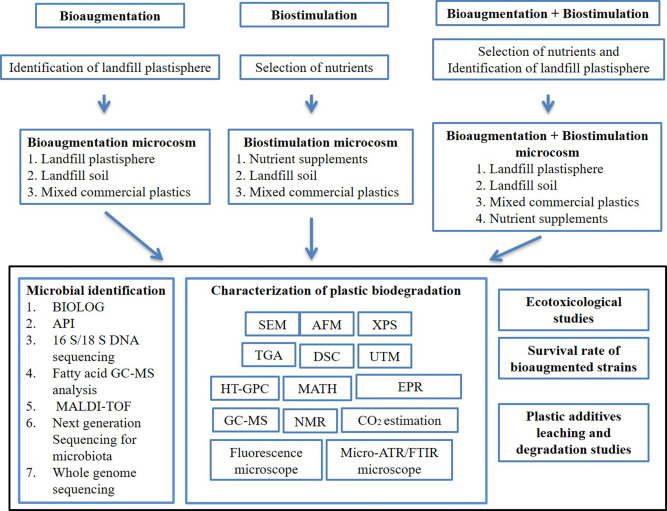 Bioaugmentation
Identification of landfill plastisphere
Bioaugmentation microcosm
1. Landfill plastisphere
2. Landfill soil
3. Mixed commercial plastics
Biostimulation
Selection of nutrients
Biostimulation microcosm
1. Nutrient supplements
2. Landfill soil
3. Mixed commercial plastics
Bioaugmentation + Biostimulation
Selection of nutrients and
Identification of landfill plastisphere
Bioaugmentation + Biostimulation
microcosm
1. Landfill plastisphere
2. Landfill soil
3. Mixed commercial plastics
4. Nutrient supplements
Microbial identification
1. BIOLOG
2. API
3. 16 S/18 S DNA
sequencing
4. Fatty acid GC-MS
analysis
5. MALDI-TOF
6. Next generation
Sequencing for
microbiota
7. Whole genome
sequencing
Characterization of plastic biodegradation
SEM AFM XPS
TGA DSC UTM
HT-GPC MATH EPR
GC-MS NMR CO₂ estimation
Fluorescence
microscope
Micro-ATR/FTIR
microscope
Ecotoxicological
studies
Survival rate of
bioaugmented strains
Plastic additives
leaching and
degradation studies